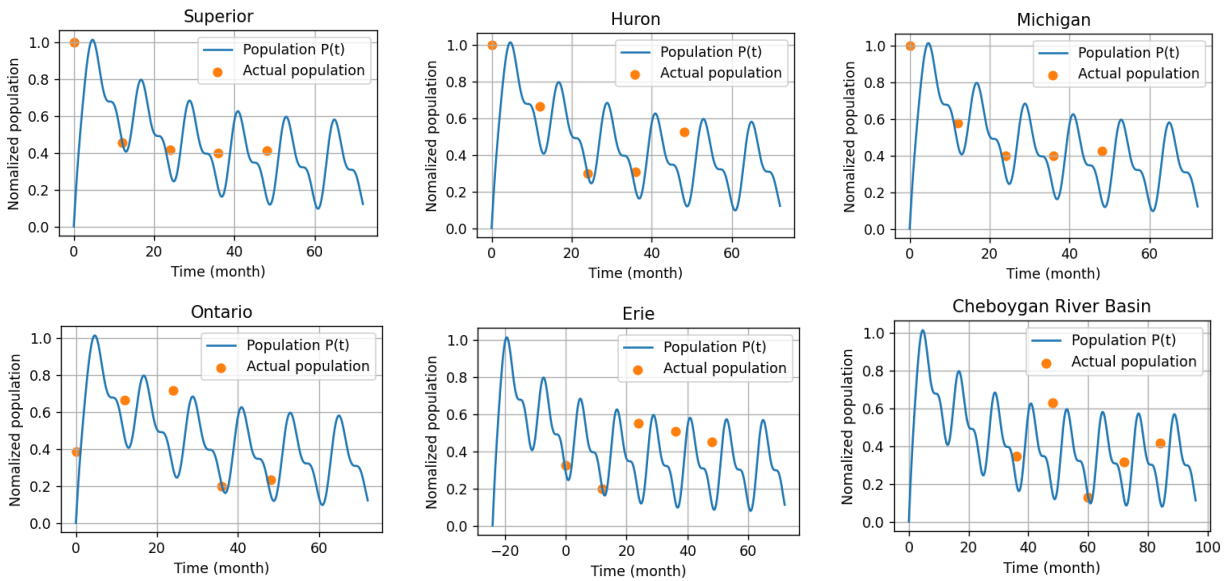 Superior
Nomalized population
1.0
0.8
0.6
0.4
0.2
0.0
Population P(t)
Actual population
0 20 40 60
Time (month)
Huron
Nomalized population
1.0
0.8
0.6
0.4
0.2
0.0
Population P(t)
Actual population
0 20 40 60
Time (month)
Michigan
Nomalized population
1.0
0.8
0.6
0.4
0.2
0.0
Population P(t)
Actual population
0 20 40 60
Time (month)
Ontario
Nomalized population
1.0
0.8
0.6
0.4
0.2
0.0
Population P(t)
Actual population
0 20 40 60
Time (month)
Erie
Nomalized population
1.0
0.8
0.6
0.4
0.2
0.0
Population P(t)
Actual population
−20 0 20 40 60
Time (month)
Cheboygan River Basin
Nomalized population
1.0
0.8
0.6
0.4
0.2
0.0
Population P(t)
Actual population
0 20 40 60 80 100
Time (month)